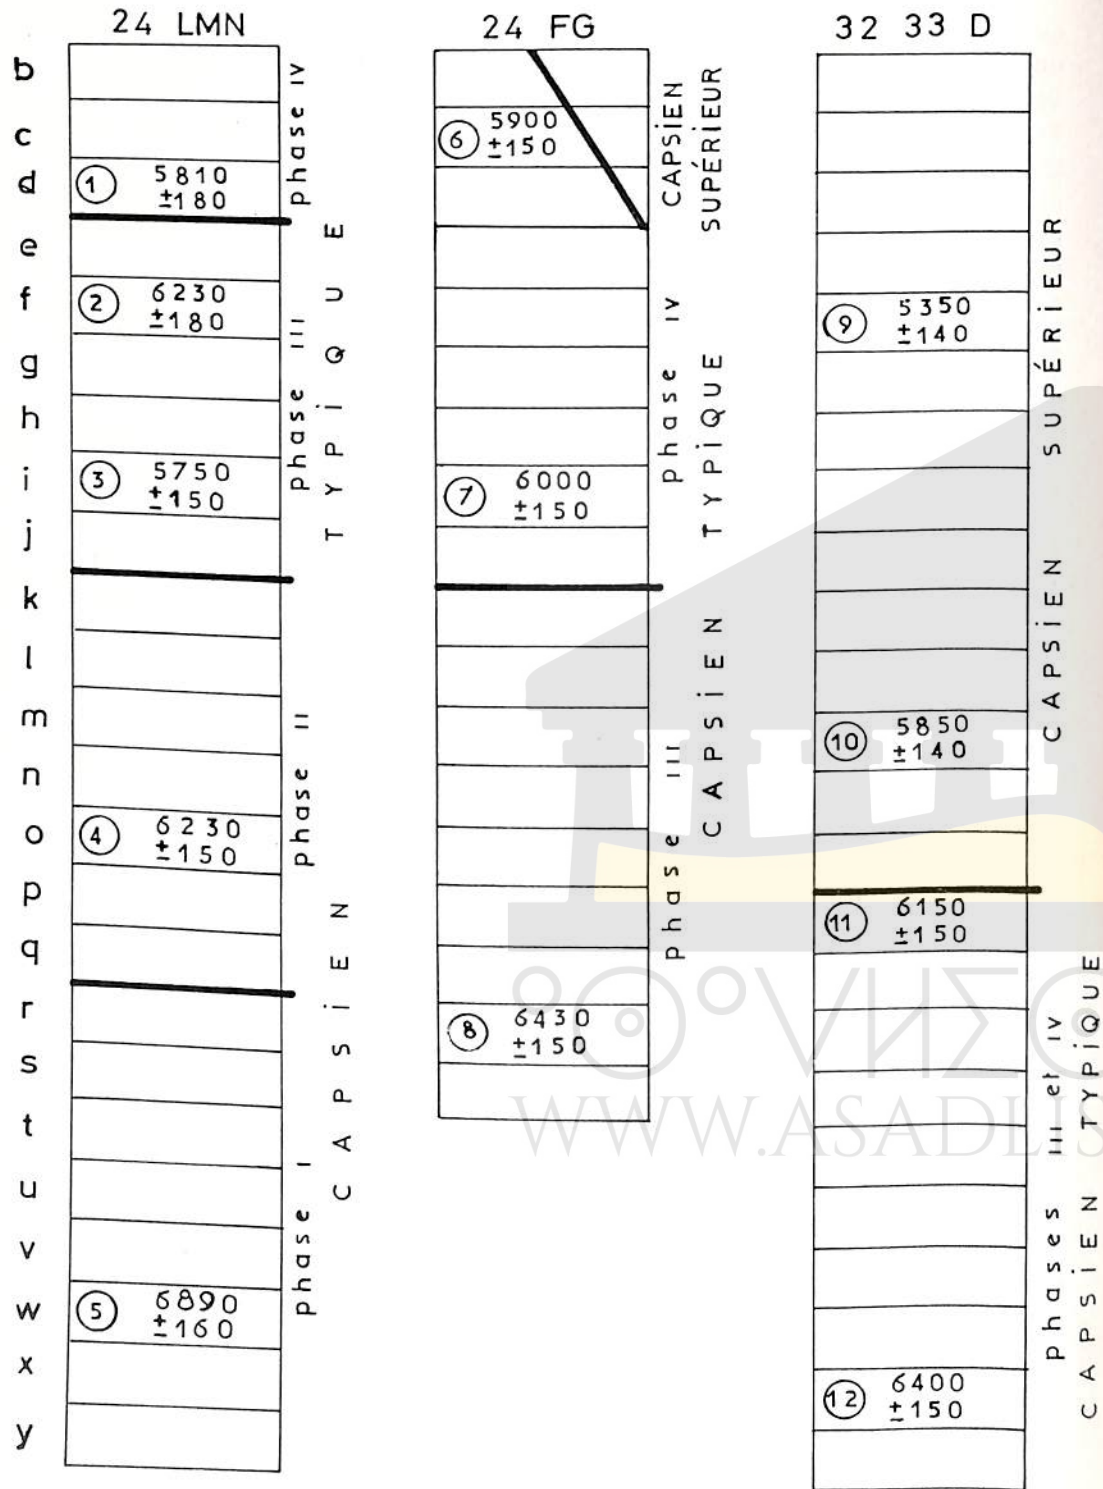 24 LMN
24 FG
32 33 D
b
c
d
e
f
g
h
i
j
k
l
m
n
o
p
q
r
s
t
u
v
w
x
y
① 5810
±180
② 6230
±180
③ 5750
±150
④ 6230
±150
⑤ 6890
±160
phase IV
phase III
phase II
phase I
CAPSiEN TYPiQUE
⑥ 5900
±150
⑦ 6000
±150
⑧ 6430
±150
CAPSiEN
SUPÉRiEUR
phase IV
phase III
CAPSiEN TYPiQUE
⑨ 5350
±140
⑩ 5850
±140
⑪ 6150
±150
⑫ 6400
±150
CAPSiEN SUPÉRiEUR
phases III et IV
CAPSiEN TYPiQUE
WWW.ASADLIS